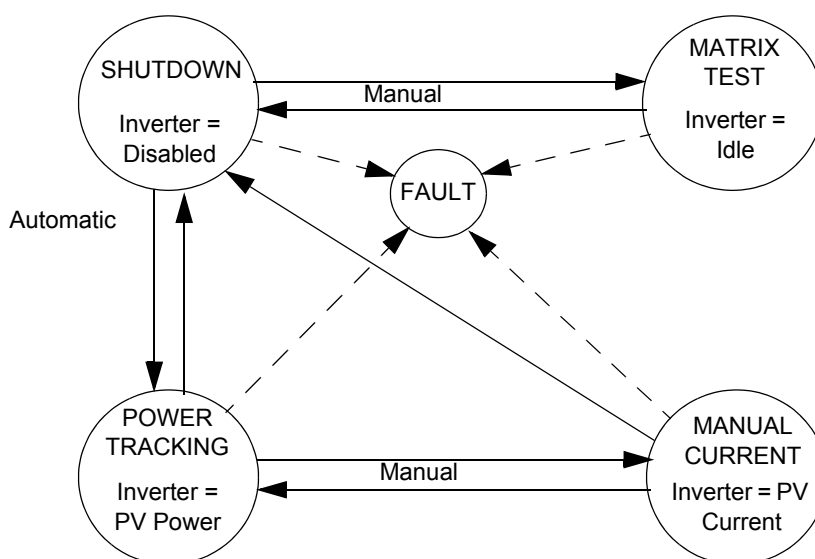 SHUTDOWN
Inverter =
Disabled
Manual
MATRIX
TEST
Inverter =
Idle
FAULT
Automatic
POWER
TRACKING
Inverter =
PV Power
Manual
MANUAL
CURRENT
Inverter = PV
Current